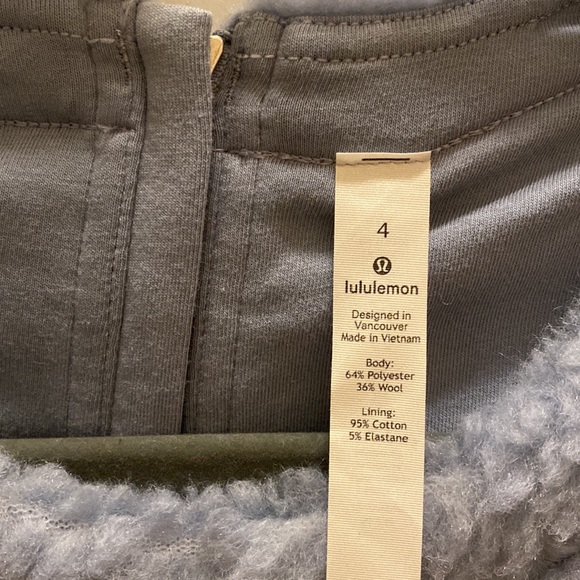 4
lululemon
Designed in
Vancouver
Made in Vietnam
Body:
64% Polyester
36% Wool
Lining:
95% Cotton
5% Elastane